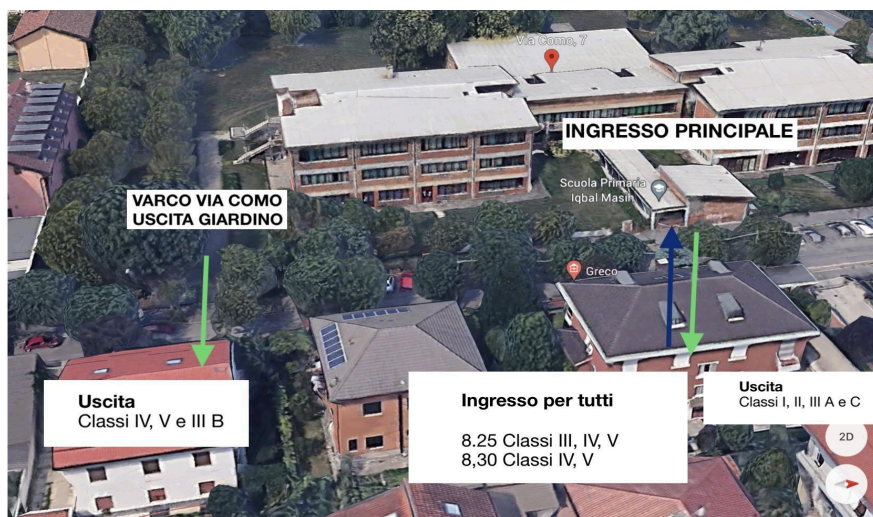 Via Como, 7
INGRESSO PRINCIPALE
Scuola Primaria
Iqbal Masih
VARCO VIA COMO
USCITA GIARDINO
Greco
Uscita
Classi IV, V e III B
Ingresso per tutti
8.25 Classi III, IV, V
8,30 Classi IV, V
Uscita
Classi I, II, III A e C
2D